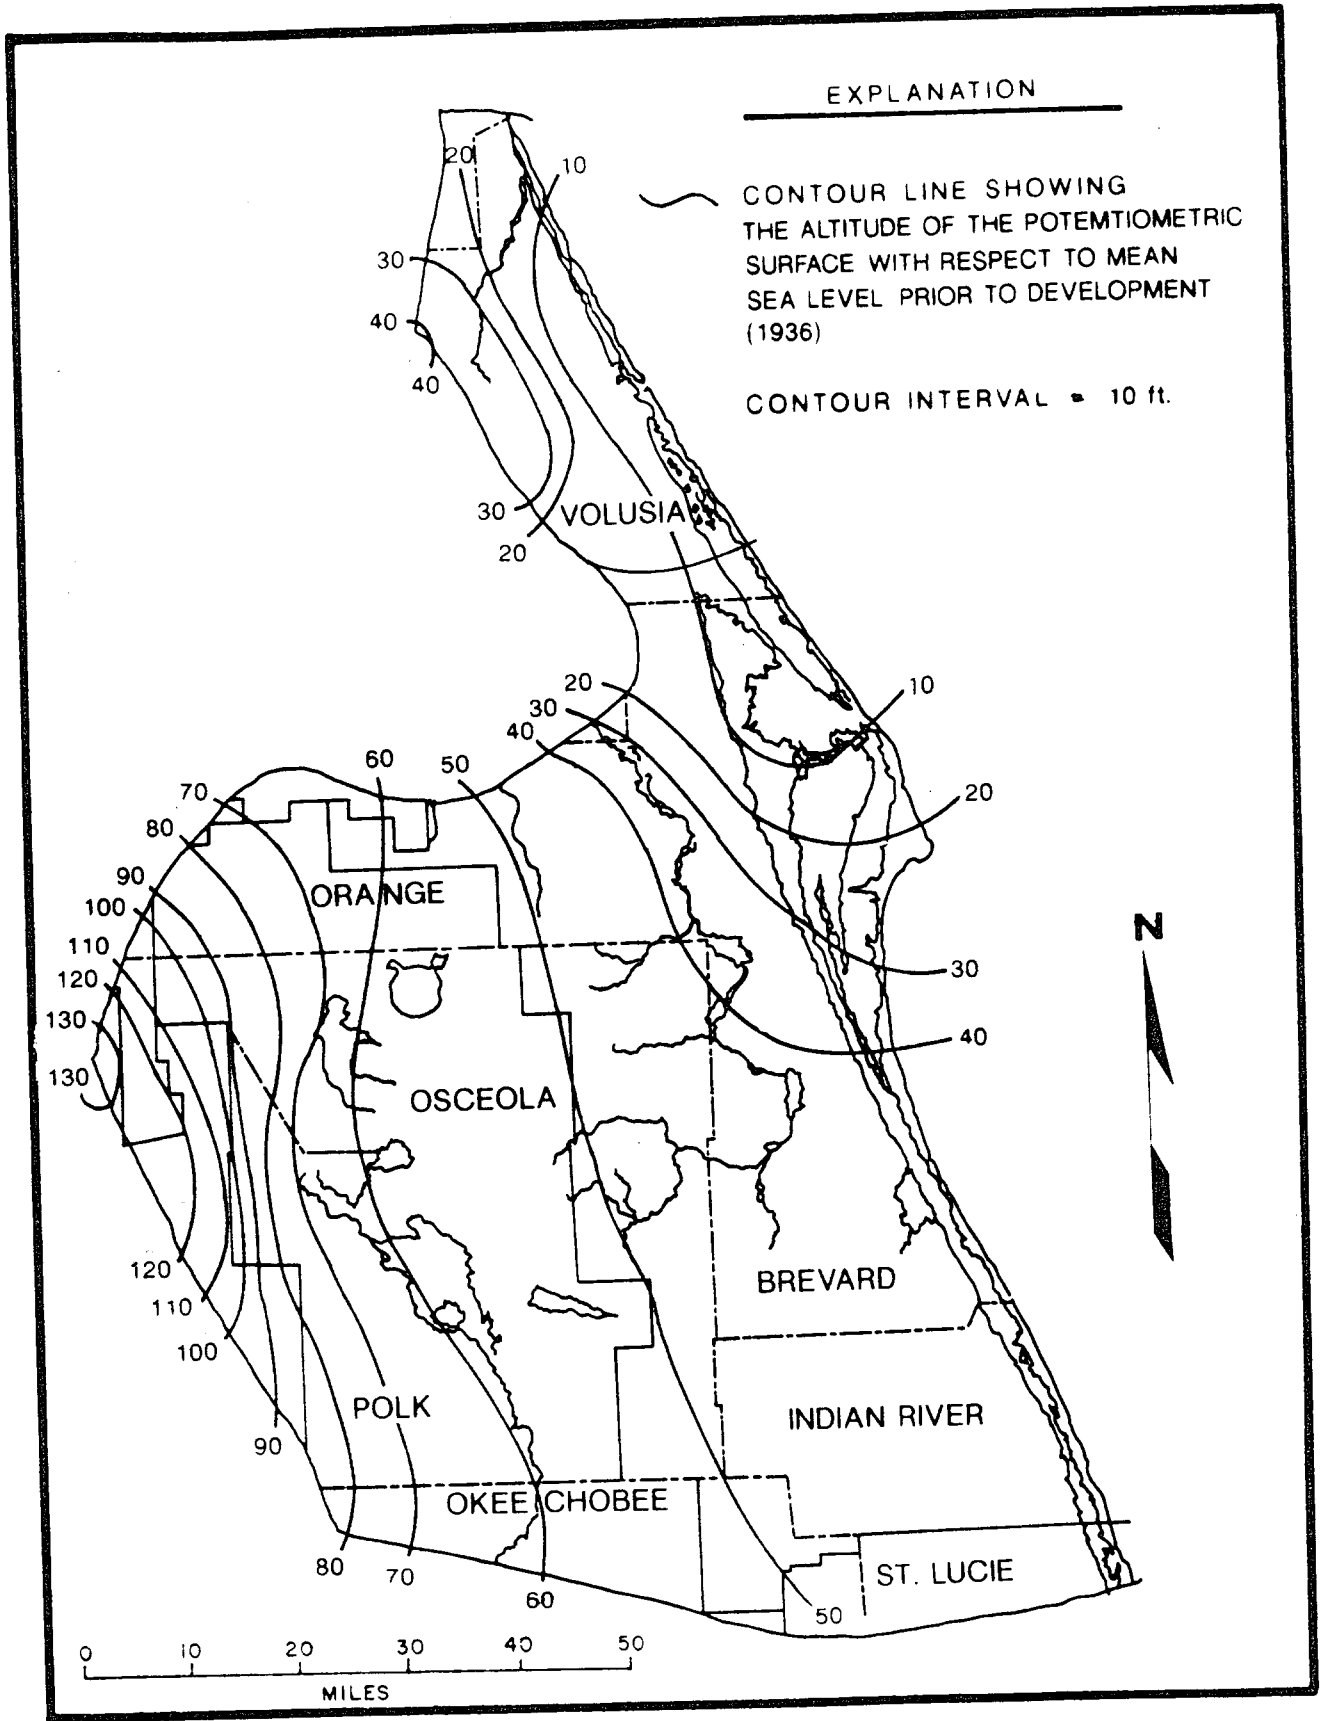 EXPLANATION
CONTOUR LINE SHOWING
THE ALTITUDE OF THE POTEMTIOMETRIC
SURFACE WITH RESPECT TO MEAN
SEA LEVEL PRIOR TO DEVELOPMENT
(1936)
CONTOUR INTERVAL = 10 ft.
20
10
30
40
40
30
VOLUSIA
20
20
10
30
40
60
50
70
20
80
90
ORANGE
100
N
110
30
120
130
40
130
OSCEOLA
120
BREVARD
110
100
POLK
INDIAN RIVER
90
OKEECHOBEE
80
70
ST. LUCIE
60
50
0 10 20 30 40 50
MILES